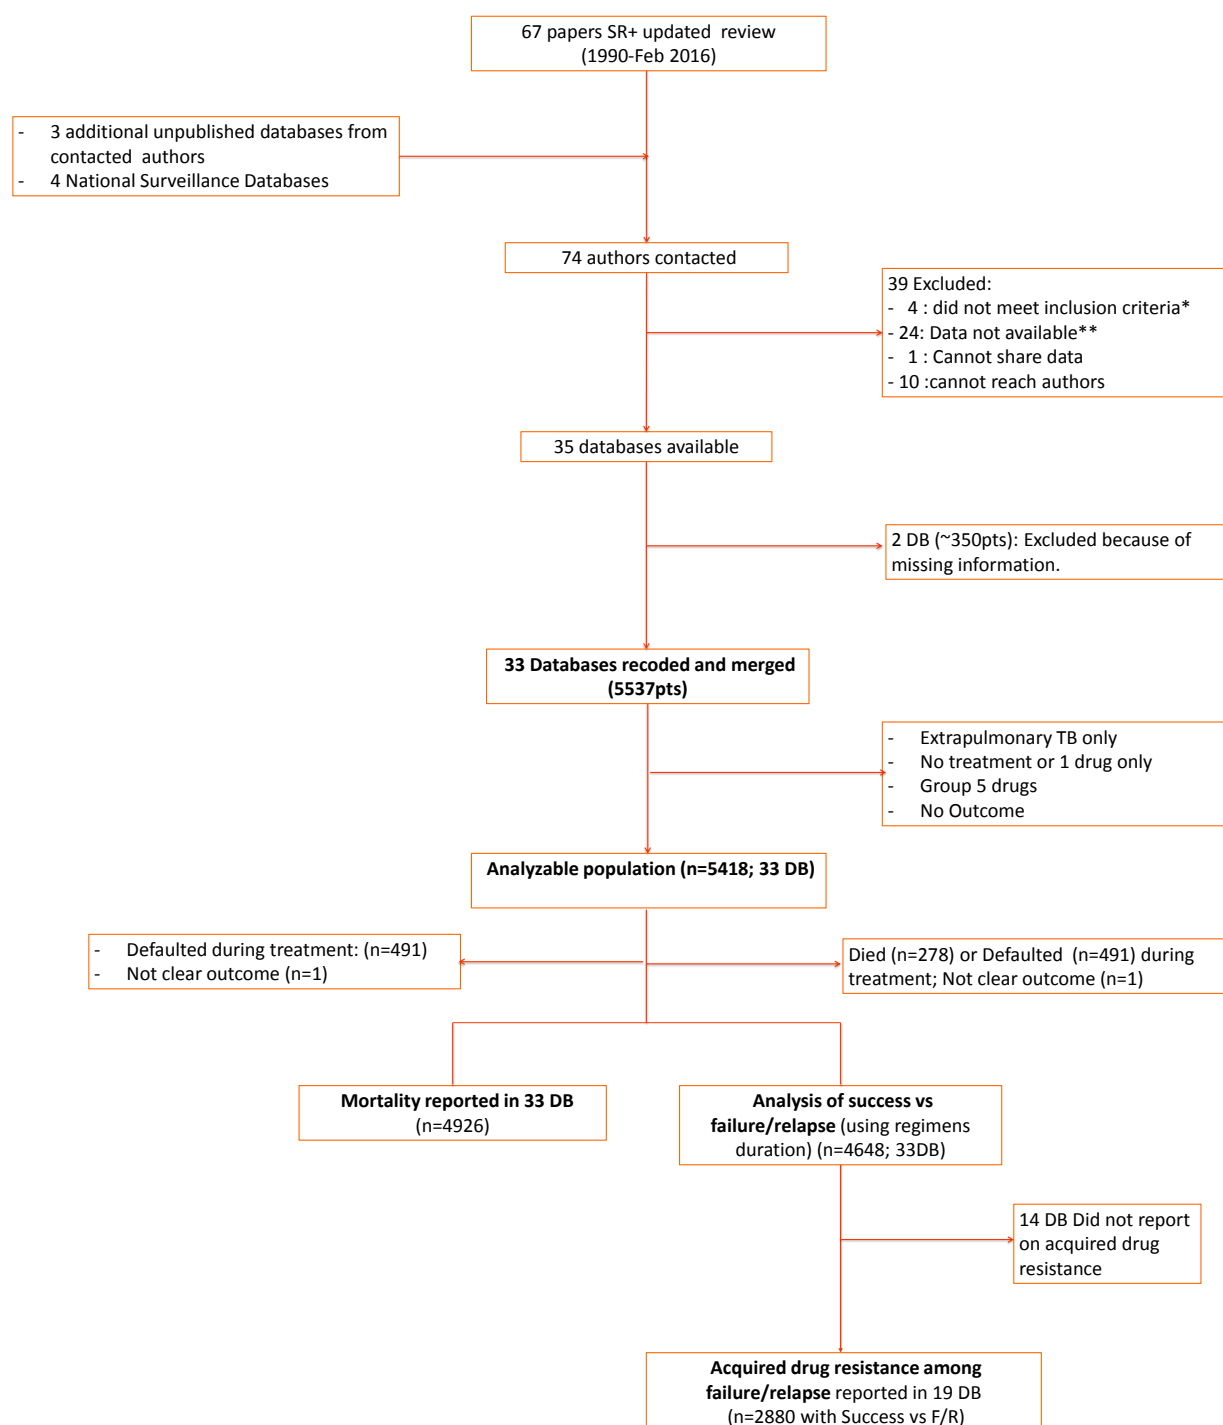 67 papers SR+ updated review
(1990-Feb 2016)
- 3 additional unpublished databases from
contacted authors
- 4 National Surveillance Databases
74 authors contacted
39 Excluded:
- 4 : did not meet inclusion criteria*
- 24: Data not available**
- 1 : Cannot share data
- 10 :cannot reach authors
35 databases available
2 DB (~350pts): Excluded because of
missing information.
33 Databases recoded and merged
(5537pts)
- Extrapulmonary TB only
- No treatment or 1 drug only
- Group 5 drugs
- No Outcome
Analyzable population (n=5418; 33 DB)
- Defaulted during treatment: (n=491)
- Not clear outcome (n=1)
Died (n=278) or Defaulted (n=491) during
treatment; Not clear outcome (n=1)
Mortality reported in 33 DB
(n=4926)
Analysis of success vs
failure/relapse (using regimens
duration) (n=4648; 33DB)
14 DB Did not report
on acquired drug
resistance
Acquired drug resistance among
failure/relapse reported in 19 DB
(n=2880 with Success vs F/R)